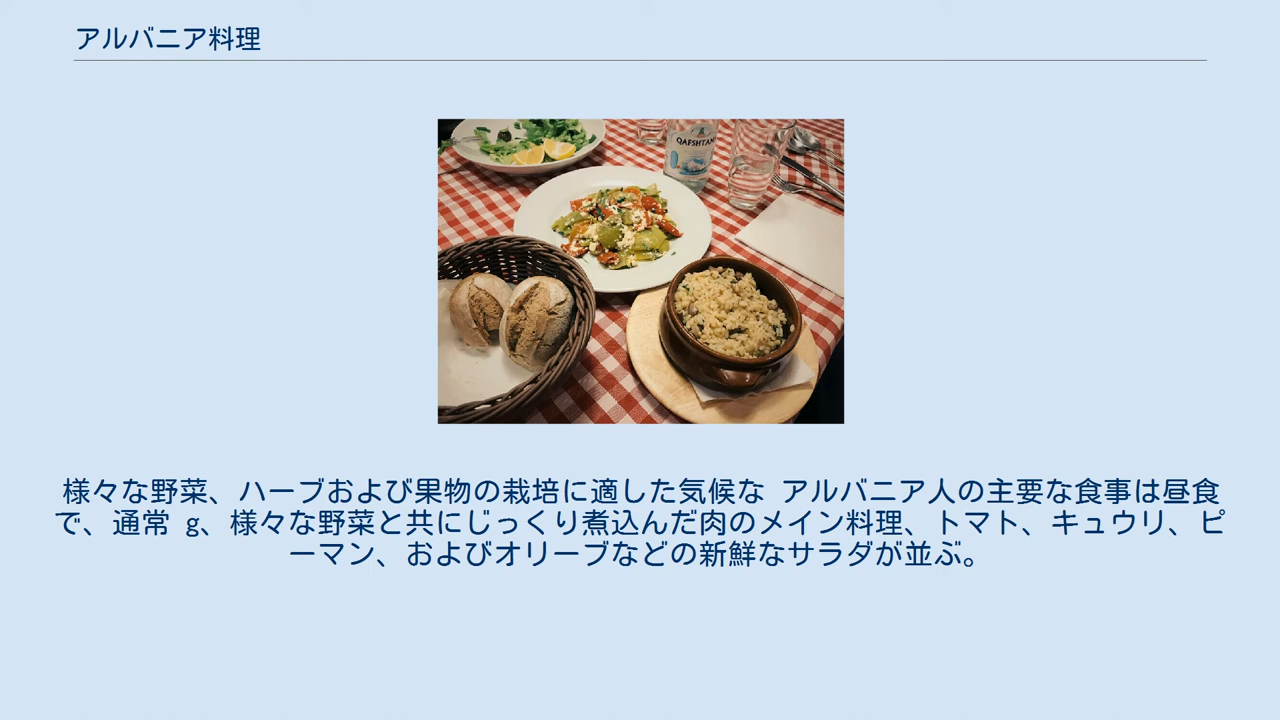 アルバニア料理
QAFSHTAMA
様々な野菜、ハーブおよび果物の栽培に適した気候な アルバニア人の主要な食事は昼食
で、通常 g、様々な野菜と共にじっくり煮込んだ肉のメイン料理、トマト、キュウリ、ピ
ーマン、およびオリーブなどの新鮮なサラダが並ぶ。